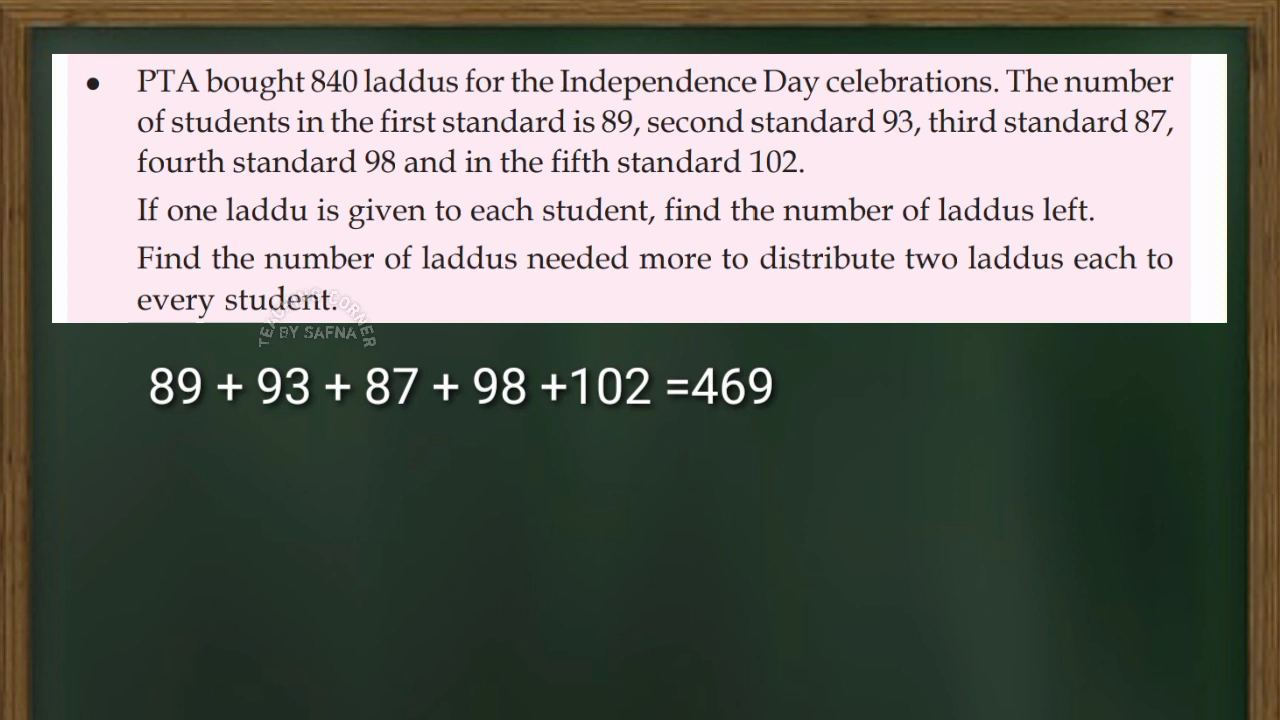 • PTA bought 840 laddus for the Independence Day celebrations. The number
of students in the first standard is 89, second standard 93, third standard 87,
fourth standard 98 and in the fifth standard 102.
If one laddu is given to each student, find the number of laddus left.
Find the number of laddus needed more to distribute two laddus each to
every student.
TEACHING CORNER
BY SAFNA
89 + 93 + 87 + 98 +102 =469